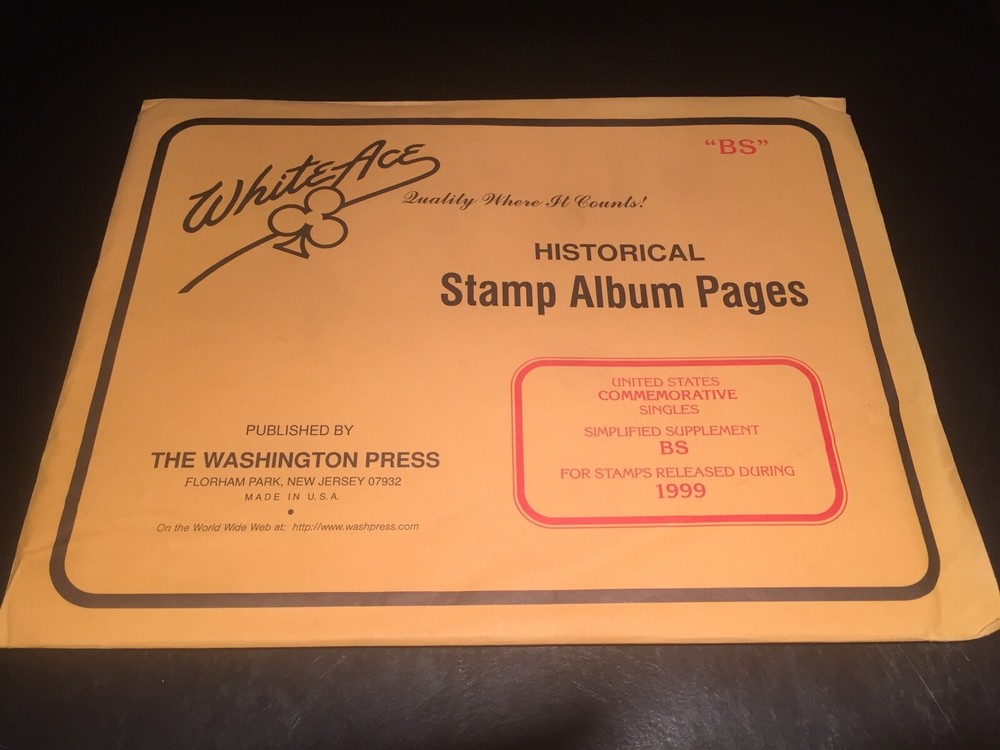 "BS"
White Ace
Quality Where It Counts!
HISTORICAL
Stamp Album Pages
UNITED STATES
COMMEMORATIVE
SINGLES
SIMPLIFIED SUPPLEMENT
BS
FOR STAMPS RELEASED DURING
1999
PUBLISHED BY
THE WASHINGTON PRESS
FLORHAM PARK, NEW JERSEY 07932
MADE IN U.S.A.
On the World Wide Web at: http://www.washpress.com